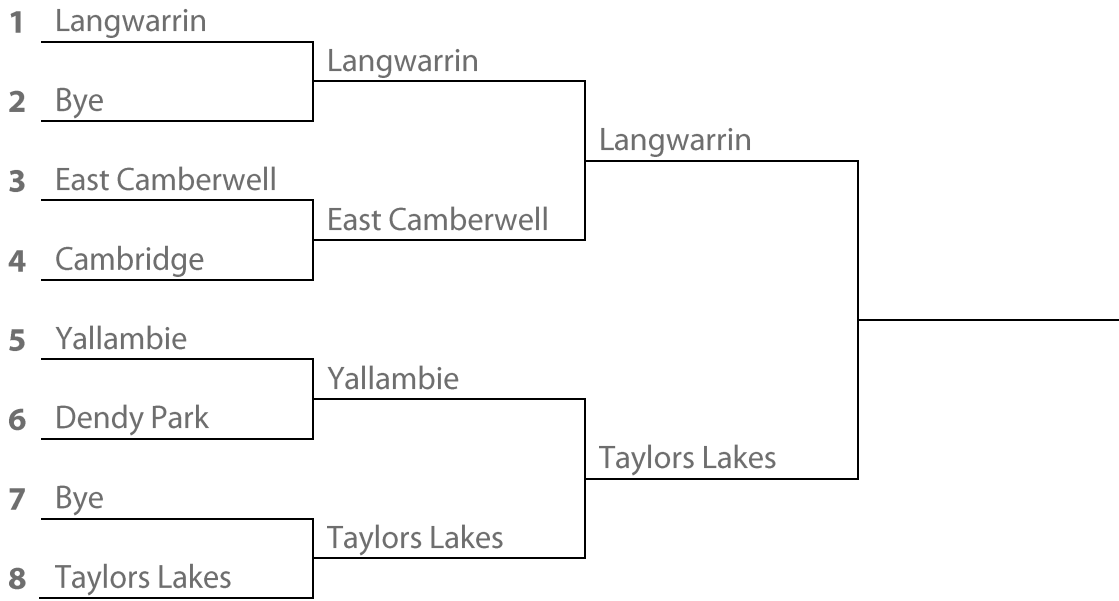 1 Langwarrin
Langwarrin
2 Bye
Langwarrin
3 East Camberwell
East Camberwell
4 Cambridge
5 Yallambie
Yallambie
6 Dendy Park
Taylors Lakes
7 Bye
Taylors Lakes
8 Taylors Lakes